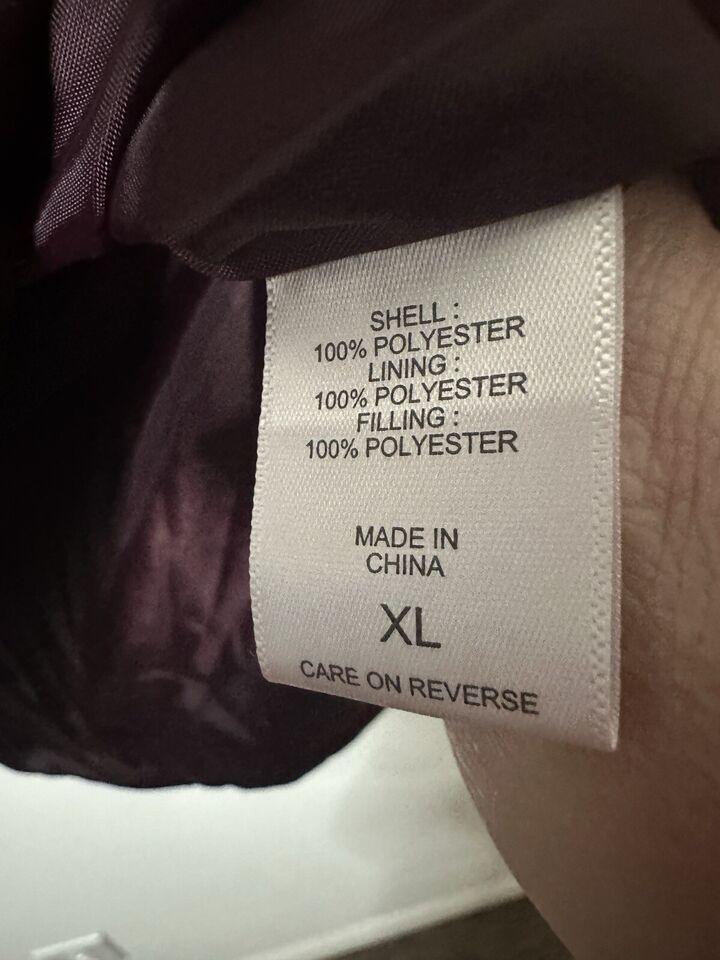 SHELL :
100% POLYESTER
LINING :
100% POLYESTER
FILLING :
100% POLYESTER
MADE IN
CHINA
XL
CARE ON REVERSE